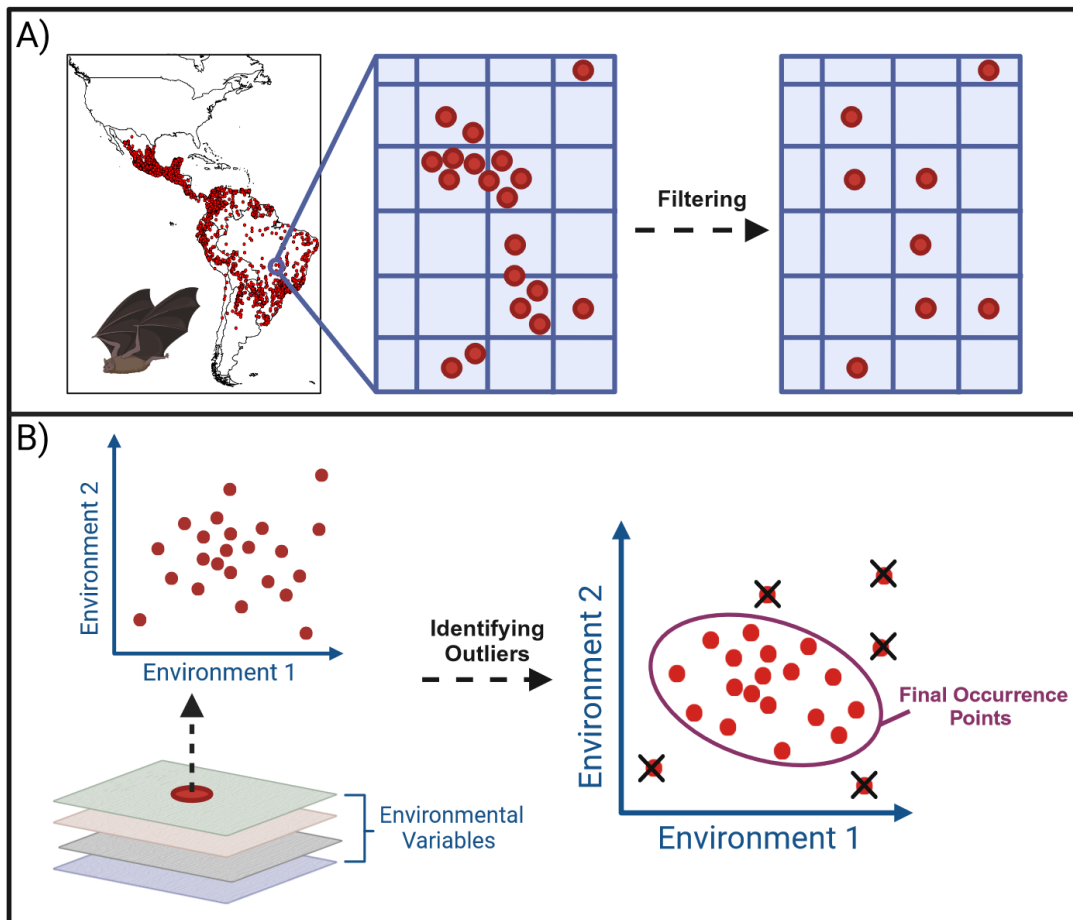 A)
Filtering
B)
Environment 2
Environment 1
Environmental
Variables
Identifying
Outliers
Environment 2
Environment 1
Final Occurrence
Points